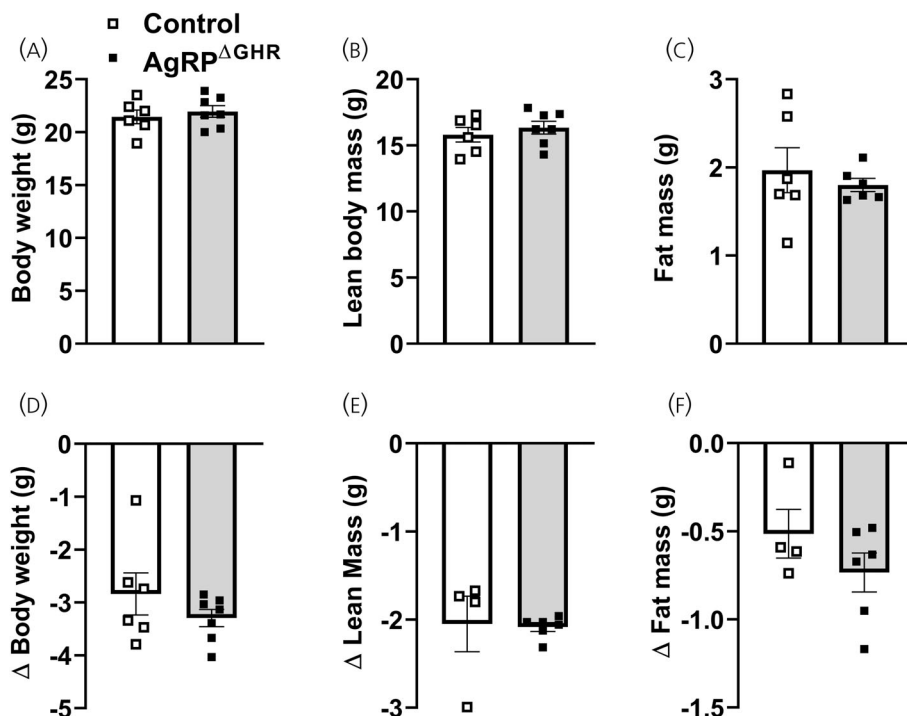 Control
AgRP^ΔGHR
(A)
Body weight (g)
25
20
15
10
5
0
(B)
Lean body mass (g)
20
15
10
5
0
(C)
Fat mass (g)
3
2
1
0
(D)
Δ Body weight (g)
0
-1
-2
-3
-4
-5
(E)
Δ Lean Mass (g)
0
-1
-2
-3
(F)
Δ Fat mass (g)
0.0
-0.5
-1.0
-1.5